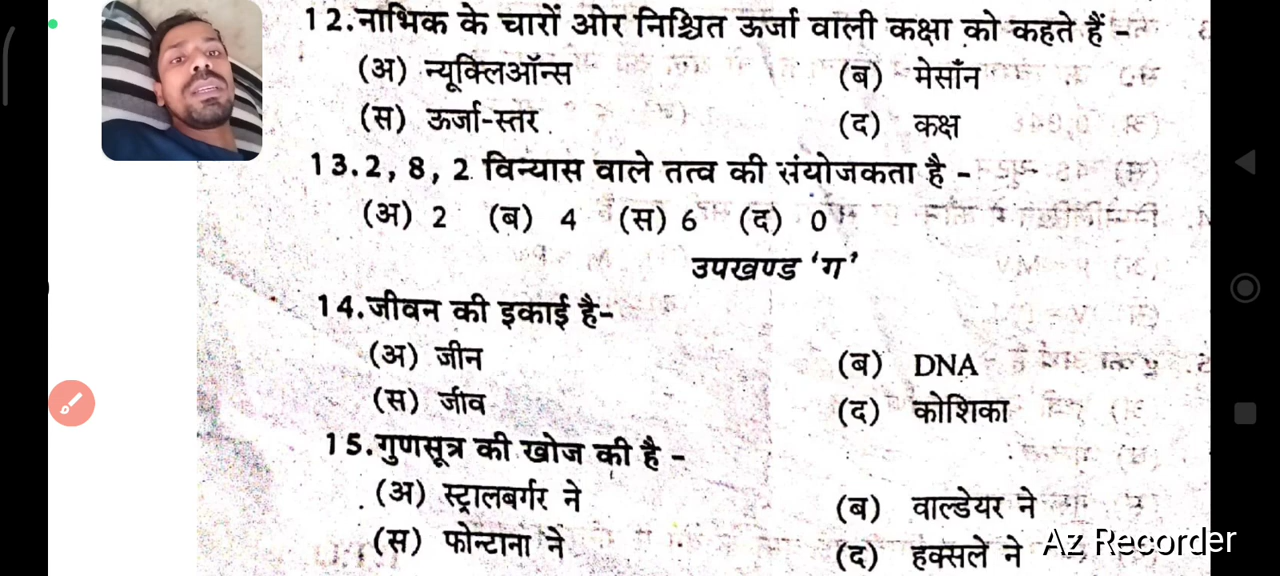 12.नाभिक के चारों ओर निश्चित ऊर्जा वाली कक्षा को कहते हैं -
(अ) न्यूक्लिऑन्स (ब) मेसॉंन
(स) ऊर्जा-स्तर (द) कक्ष
13.2, 8, 2 विन्यास वाले तत्व की संयोजकता है -
(अ) 2 (ब) 4 (स) 6 (द) 0
उपखण्ड 'ग'
14.जीवन की इकाई है-
(अ) जीन (ब) DNA
(स) जीव (द) कोशिका
15.गुणसूत्र की खोज की है -
(अ) स्ट्रालबर्गर ने (ब) वाल्डेयर ने
(स) फोन्टाना ने (द) हक्सले ने
Az Recorder